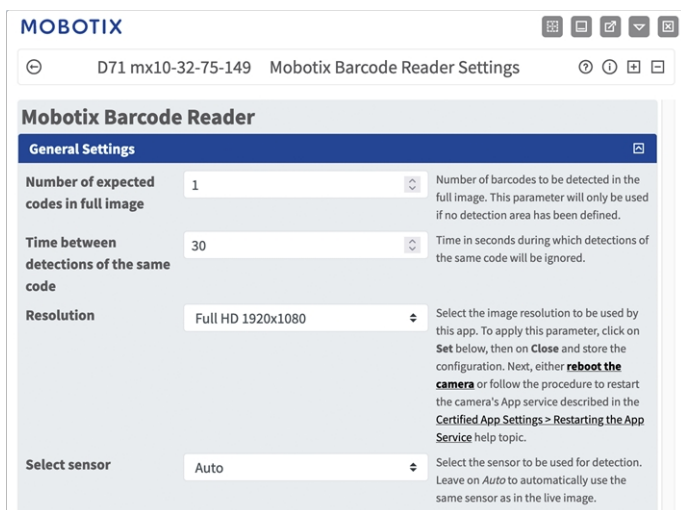 MOBOTIX
D71 mx10-32-75-149 Mobotix Barcode Reader Settings
Mobotix Barcode Reader
General Settings
Number of expected
codes in full image
1
Number of barcodes to be detected in the
full image. This parameter will only be used
if no detection area has been defined.
Time between
detections of the same
code
30
Time in seconds during which detections of
the same code will be ignored.
Resolution
Full HD 1920x1080
Select the image resolution to be used by
this app. To apply this parameter, click on
Set below, then on Close and store the
configuration. Next, either reboot the
camera or follow the procedure to restart
the camera's App service described in the
Certified App Settings > Restarting the App
Service help topic.
Select sensor
Auto
Select the sensor to be used for detection.
Leave on Auto to automatically use the
same sensor as in the live image.